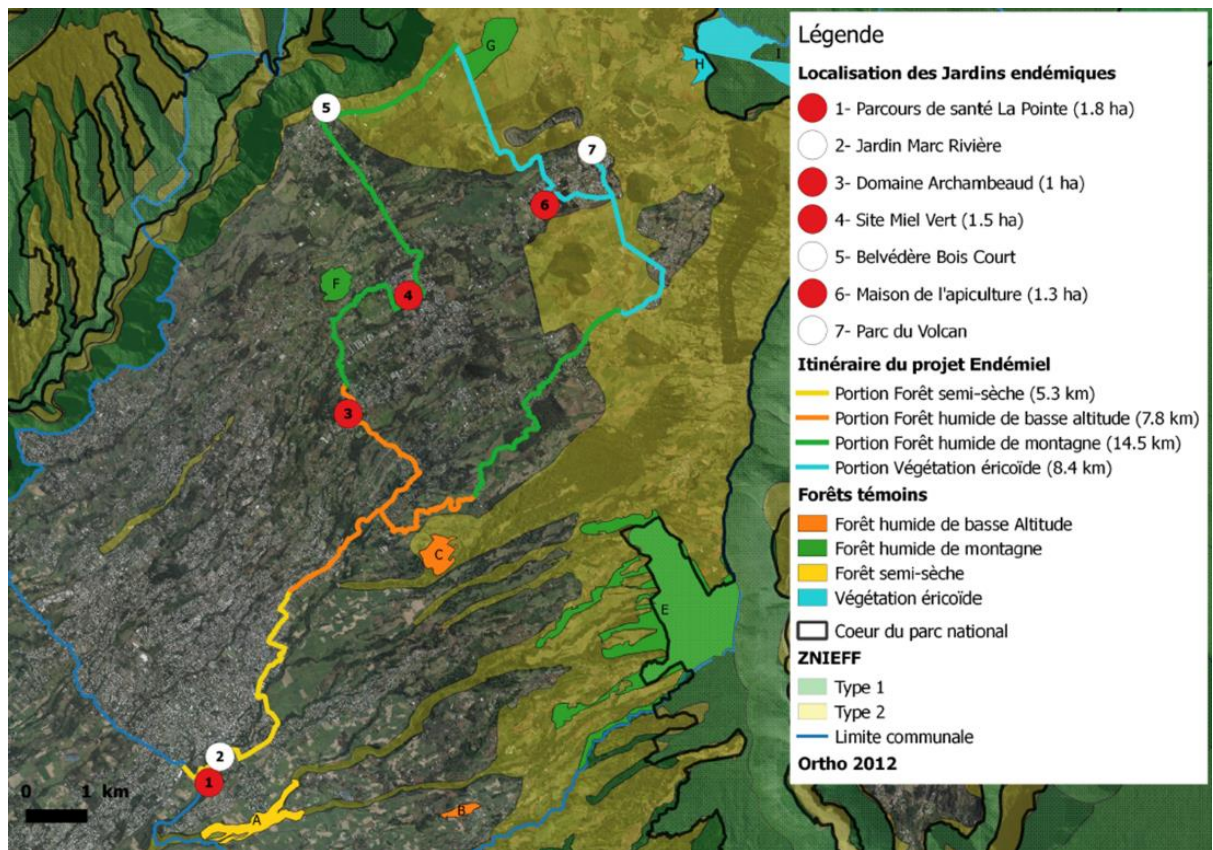 Légende
Localisation des Jardins endémiques
1- Parcours de santé La Pointe (1.8 ha)
2- Jardin Marc Rivière
3- Domaine Archambeaud (1 ha)
4- Site Miel Vert (1.5 ha)
5- Belvédère Bois Court
6- Maison de l'apiculture (1.3 ha)
7- Parc du Volcan
Itinéraire du projet Endémiel
Portion Forêt semi-sèche (5.3 km)
Portion Forêt humide de basse altitude (7.8 km)
Portion Forêt humide de montagne (14.5 km)
Portion Végétation éricoïde (8.4 km)
Forêts témoins
Forêt humide de basse Altitude
Forêt humide de montagne
Forêt semi-sèche
Végétation éricoïde
Coeur du parc national
ZNIEFF
Type 1
Type 2
Limite communale
Ortho 2012
G
I
H
5
7
6
F
4
3
C
E
2
1
0 1 km
A
B